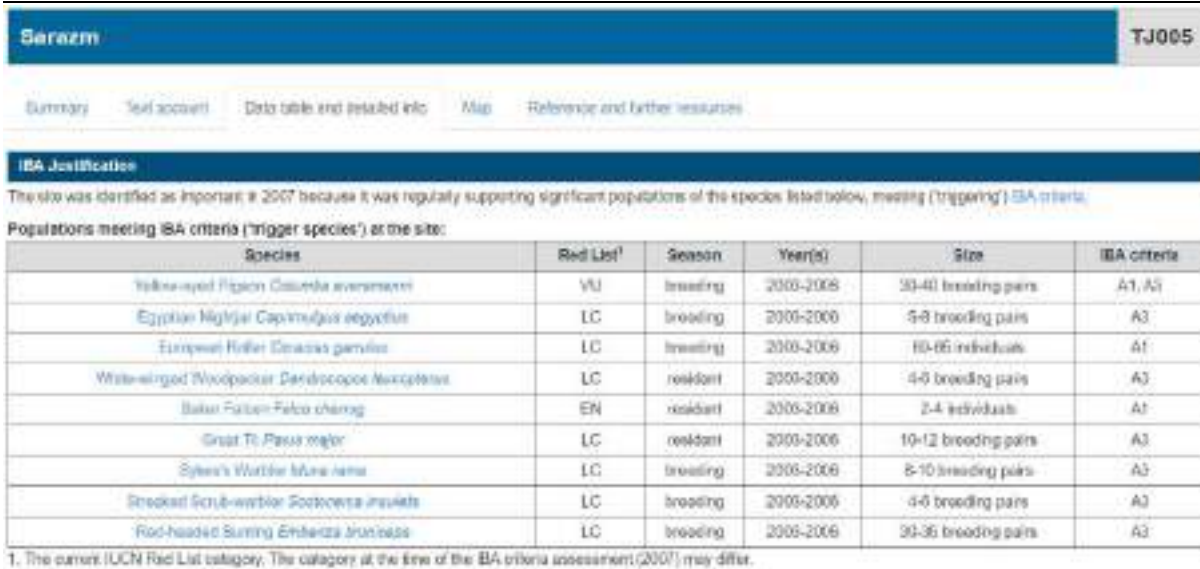 Sarazm TJ005
Summary Text account Data table and detailed info Map Reference and further resources
IBA Justification
The site was identified as important in 2007 because it was regularly supporting significant populations of the species listed below, meeting ('triggering') IBA criteria.
Populations meeting IBA criteria ('trigger species') at the site:
Species Red List¹ Season Year(s) Size IBA criteria
Yellow-eyed Pigeon Columba eversmanni VU breeding 2005-2006 30-40 breeding pairs A1, A3
Egyptian Nightjar Caprimulgus aegyptius LC breeding 2005-2006 breeding pairs A3
European Roller Coracias garrulus LC breeding 2005-2006 individuals A1
White-winged Woodpecker Dendrocopos leucopterus LC resident 2005-2006 breeding pairs A3
Saker Falcon Falco cherrug EN resident 2005-2006 2-4 individuals A1
Great Tit Parus major LC resident 2005-2006 10-12 breeding pairs A3
Sykes's Warbler rama LC breeding 2005-2006 8-10 breeding pairs A3
Streaked Scrub-warbler Scotocerca inquieta LC breeding 2005-2006 breeding pairs A3
Red-headed Bunting Emberiza bruniceps LC breeding 2005-2006 30-35 breeding pairs A3
1. The current IUCN Red List category. The category at the time of the IBA criteria assessment (2007) may differ.